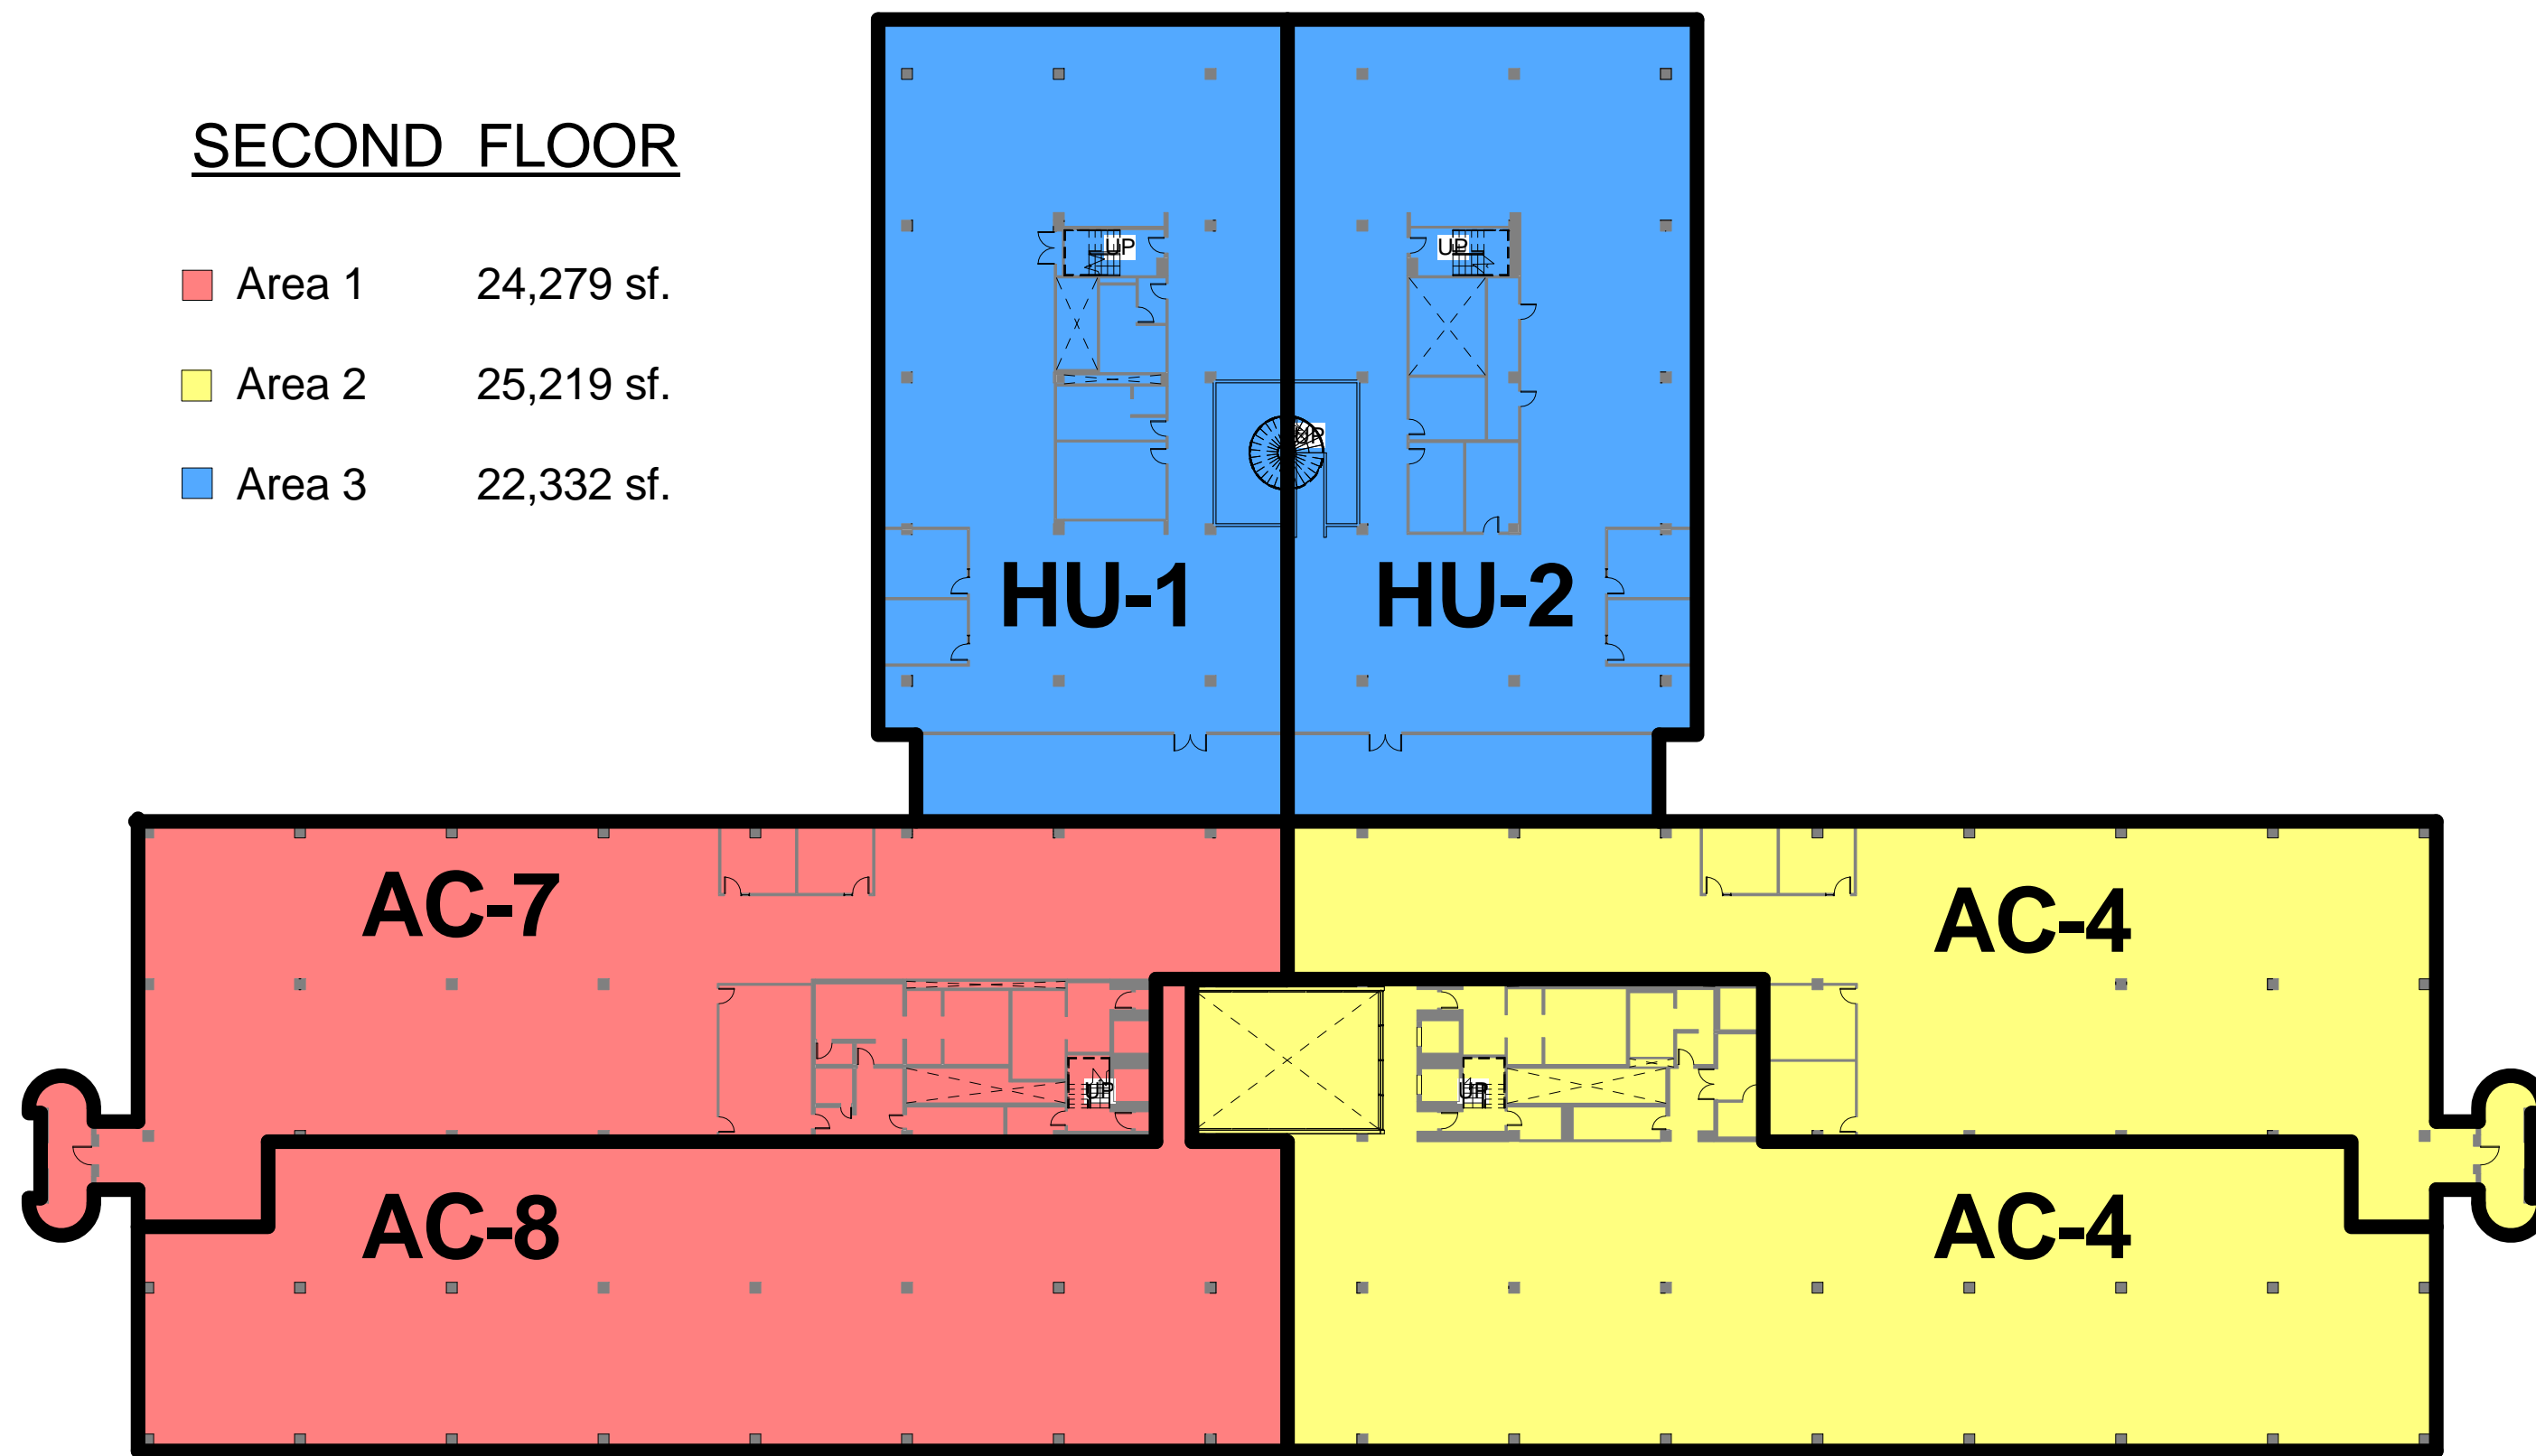 SECOND FLOOR
Area 1 24,279 sf.
Area 2 25,219 sf.
Area 3 22,332 sf.
UP
UP
UP
HU-1
HU-2
AC-7
AC-4
UP
UP
AC-8
AC-4